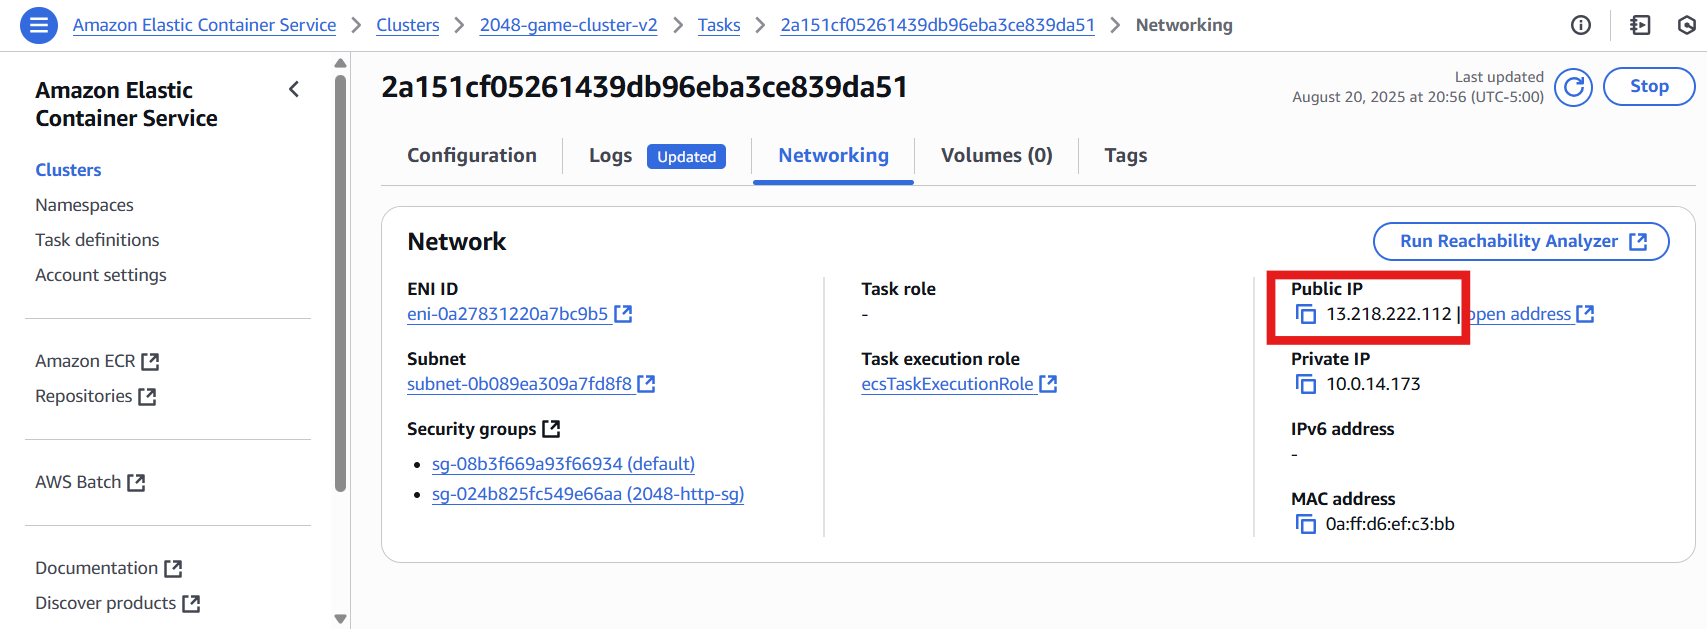 Amazon Elastic Container Service > Clusters > 2048-game-cluster-v2 > Tasks > 2a151cf05261439db96eba3ce839da51 > Networking
Amazon Elastic
Container Service
Clusters
Namespaces
Task definitions
Account settings
Amazon ECR
Repositories
AWS Batch
Documentation
Discover products
2a151cf05261439db96eba3ce839da51
Last updated
August 20, 2025 at 20:56 (UTC-5:00)
Stop
Configuration
Logs Updated
Networking
Volumes (0)
Tags
Network
Run Reachability Analyzer
ENI ID
eni-0a27831220a7bc9b5
Subnet
subnet-0b089ea309a7fd8f8
Security groups
• sg-08b3f669a93f66934 (default)
• sg-024b825fc549e66aa (2048-http-sg)
Task role
-
Task execution role
ecsTaskExecutionRole
Public IP
13.218.222.112 | open address
Private IP
10.0.14.173
IPv6 address
-
MAC address
0a:ff:d6:ef:c3:bb